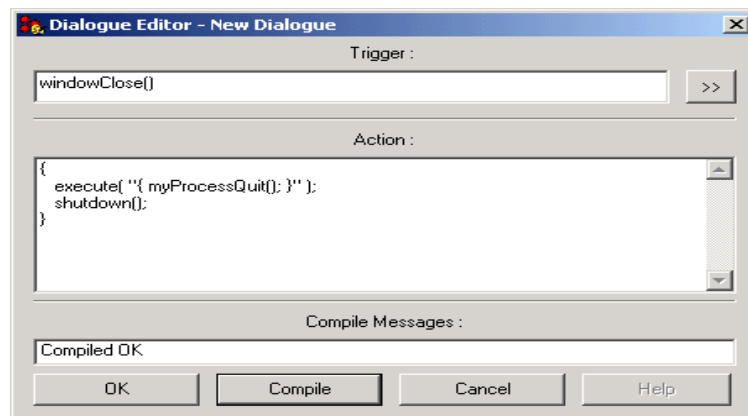 Dialogue Editor - New Dialogue
Trigger :
windowClose()
>>
Action :
{
execute( "{ myProcessQuit(); }" );
shutdown();
}
Compile Messages :
Compiled OK
OK Compile Cancel Help